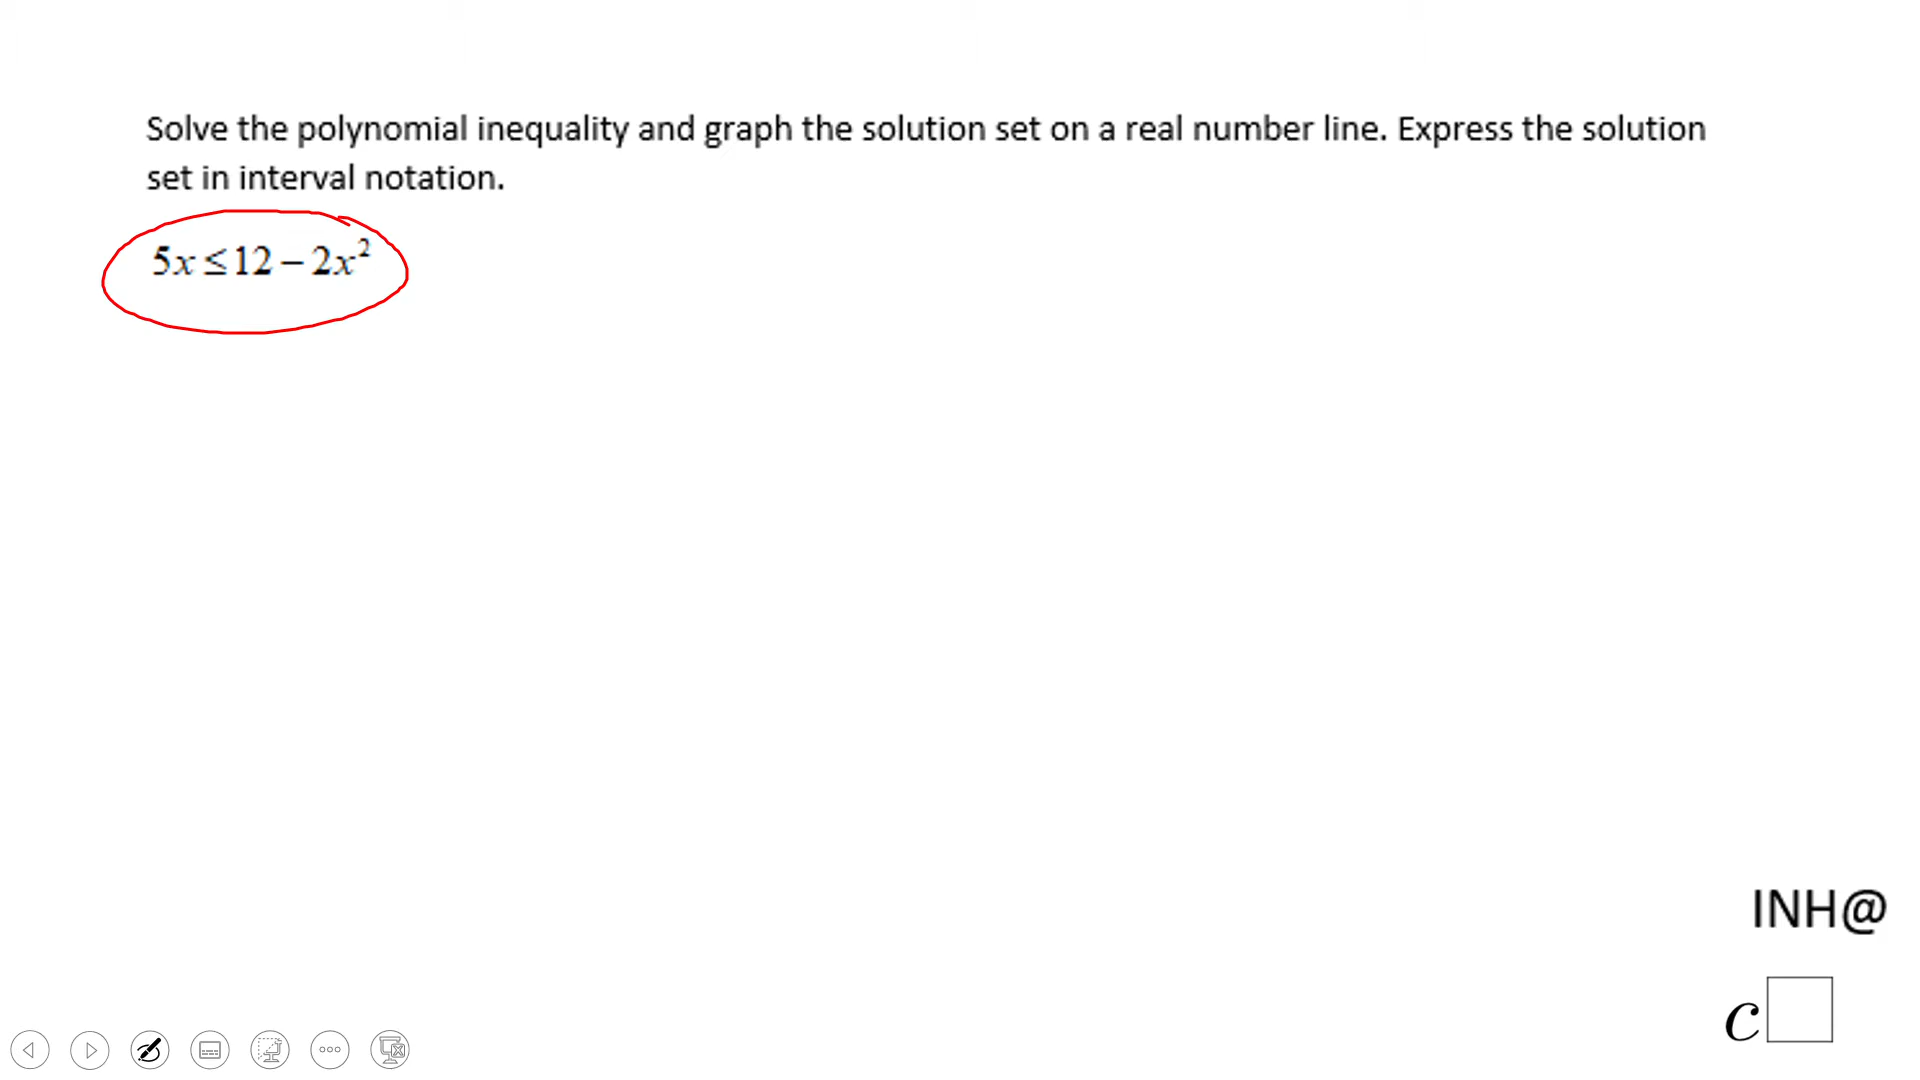 Solve the polynomial inequality and graph the solution set on a real number line. Express the solution
set in interval notation.
5x ≤ 12 − 2x²
INH@
c